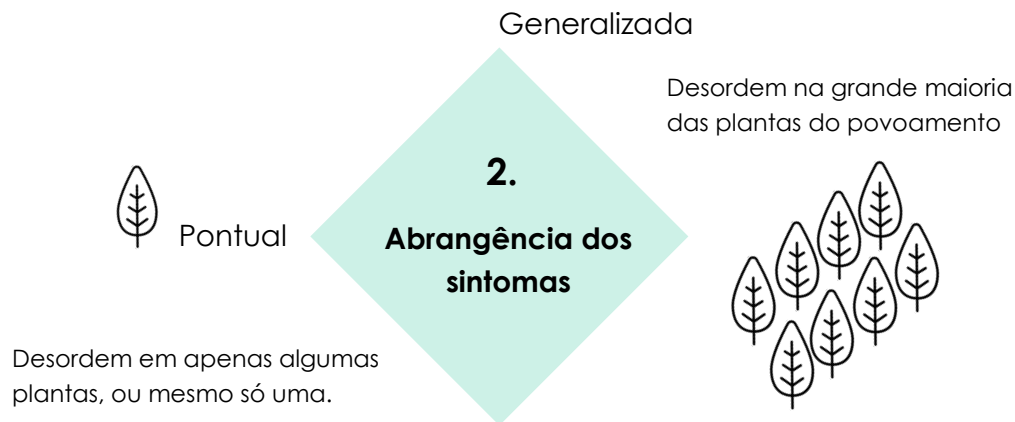 Generalizada
Desordem na grande maioria
das plantas do povoamento
2.
Abrangência dos
sintomas
Pontual
Desordem em apenas algumas
plantas, ou mesmo só uma.